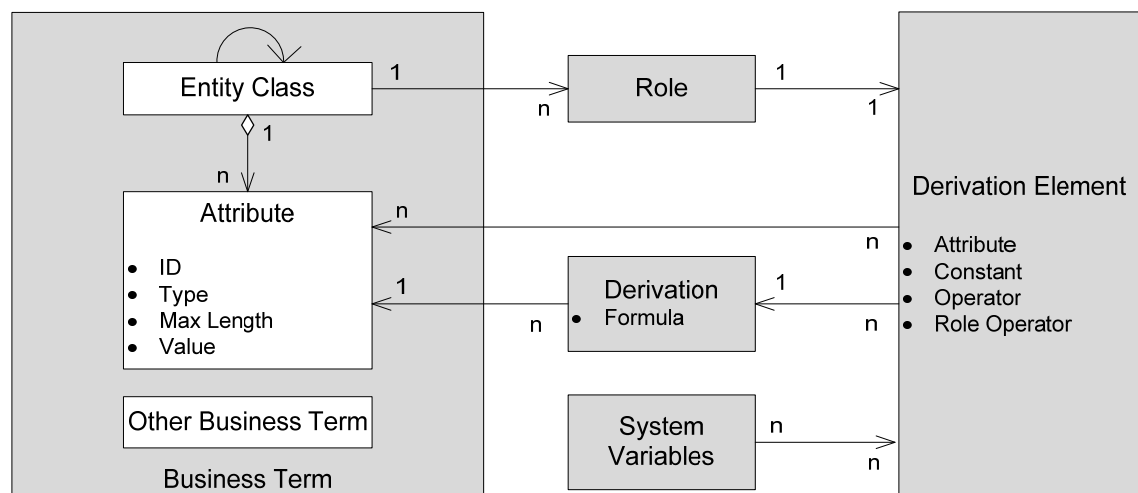 Entity Class
1
n
Role
1
1
1
n
Attribute
• ID
• Type
• Max Length
• Value
n
n
1
n
Derivation
• Formula
1
n
Derivation Element
• Attribute
• Constant
• Operator
• Role Operator
Other Business Term
Business Term
System
Variables
n
n